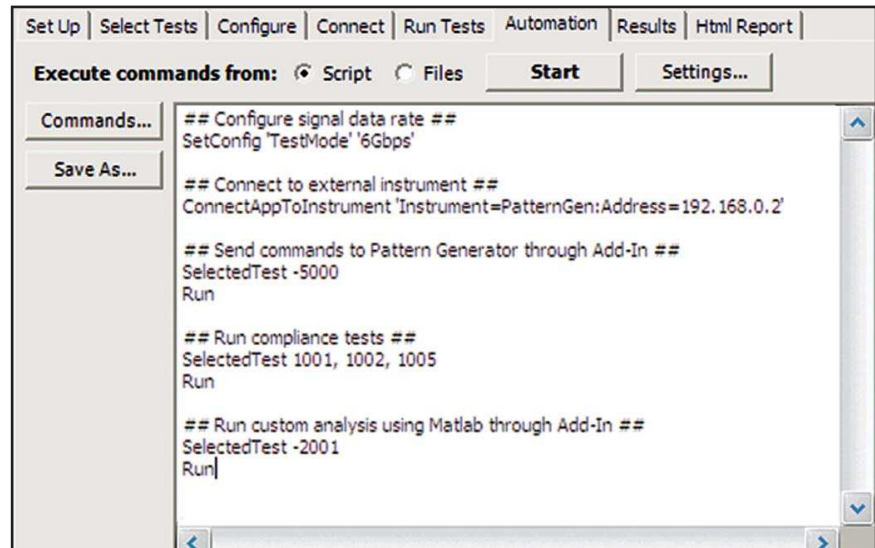 Set Up Select Tests Configure Connect Run Tests Automation Results Html Report
Execute commands from: Script Files Start Settings...
Commands...
Save As...
## Configure signal data rate ##
SetConfig 'TestMode' '6Gbps'
## Connect to external instrument ##
ConnectAppToInstrument 'Instrument=PatternGen:Address=192.168.0.2'
## Send commands to Pattern Generator through Add-In ##
SelectedTest -5000
Run
## Run compliance tests ##
SelectedTest 1001, 1002, 1005
Run
## Run custom analysis using Matlab through Add-In ##
SelectedTest -2001
Run